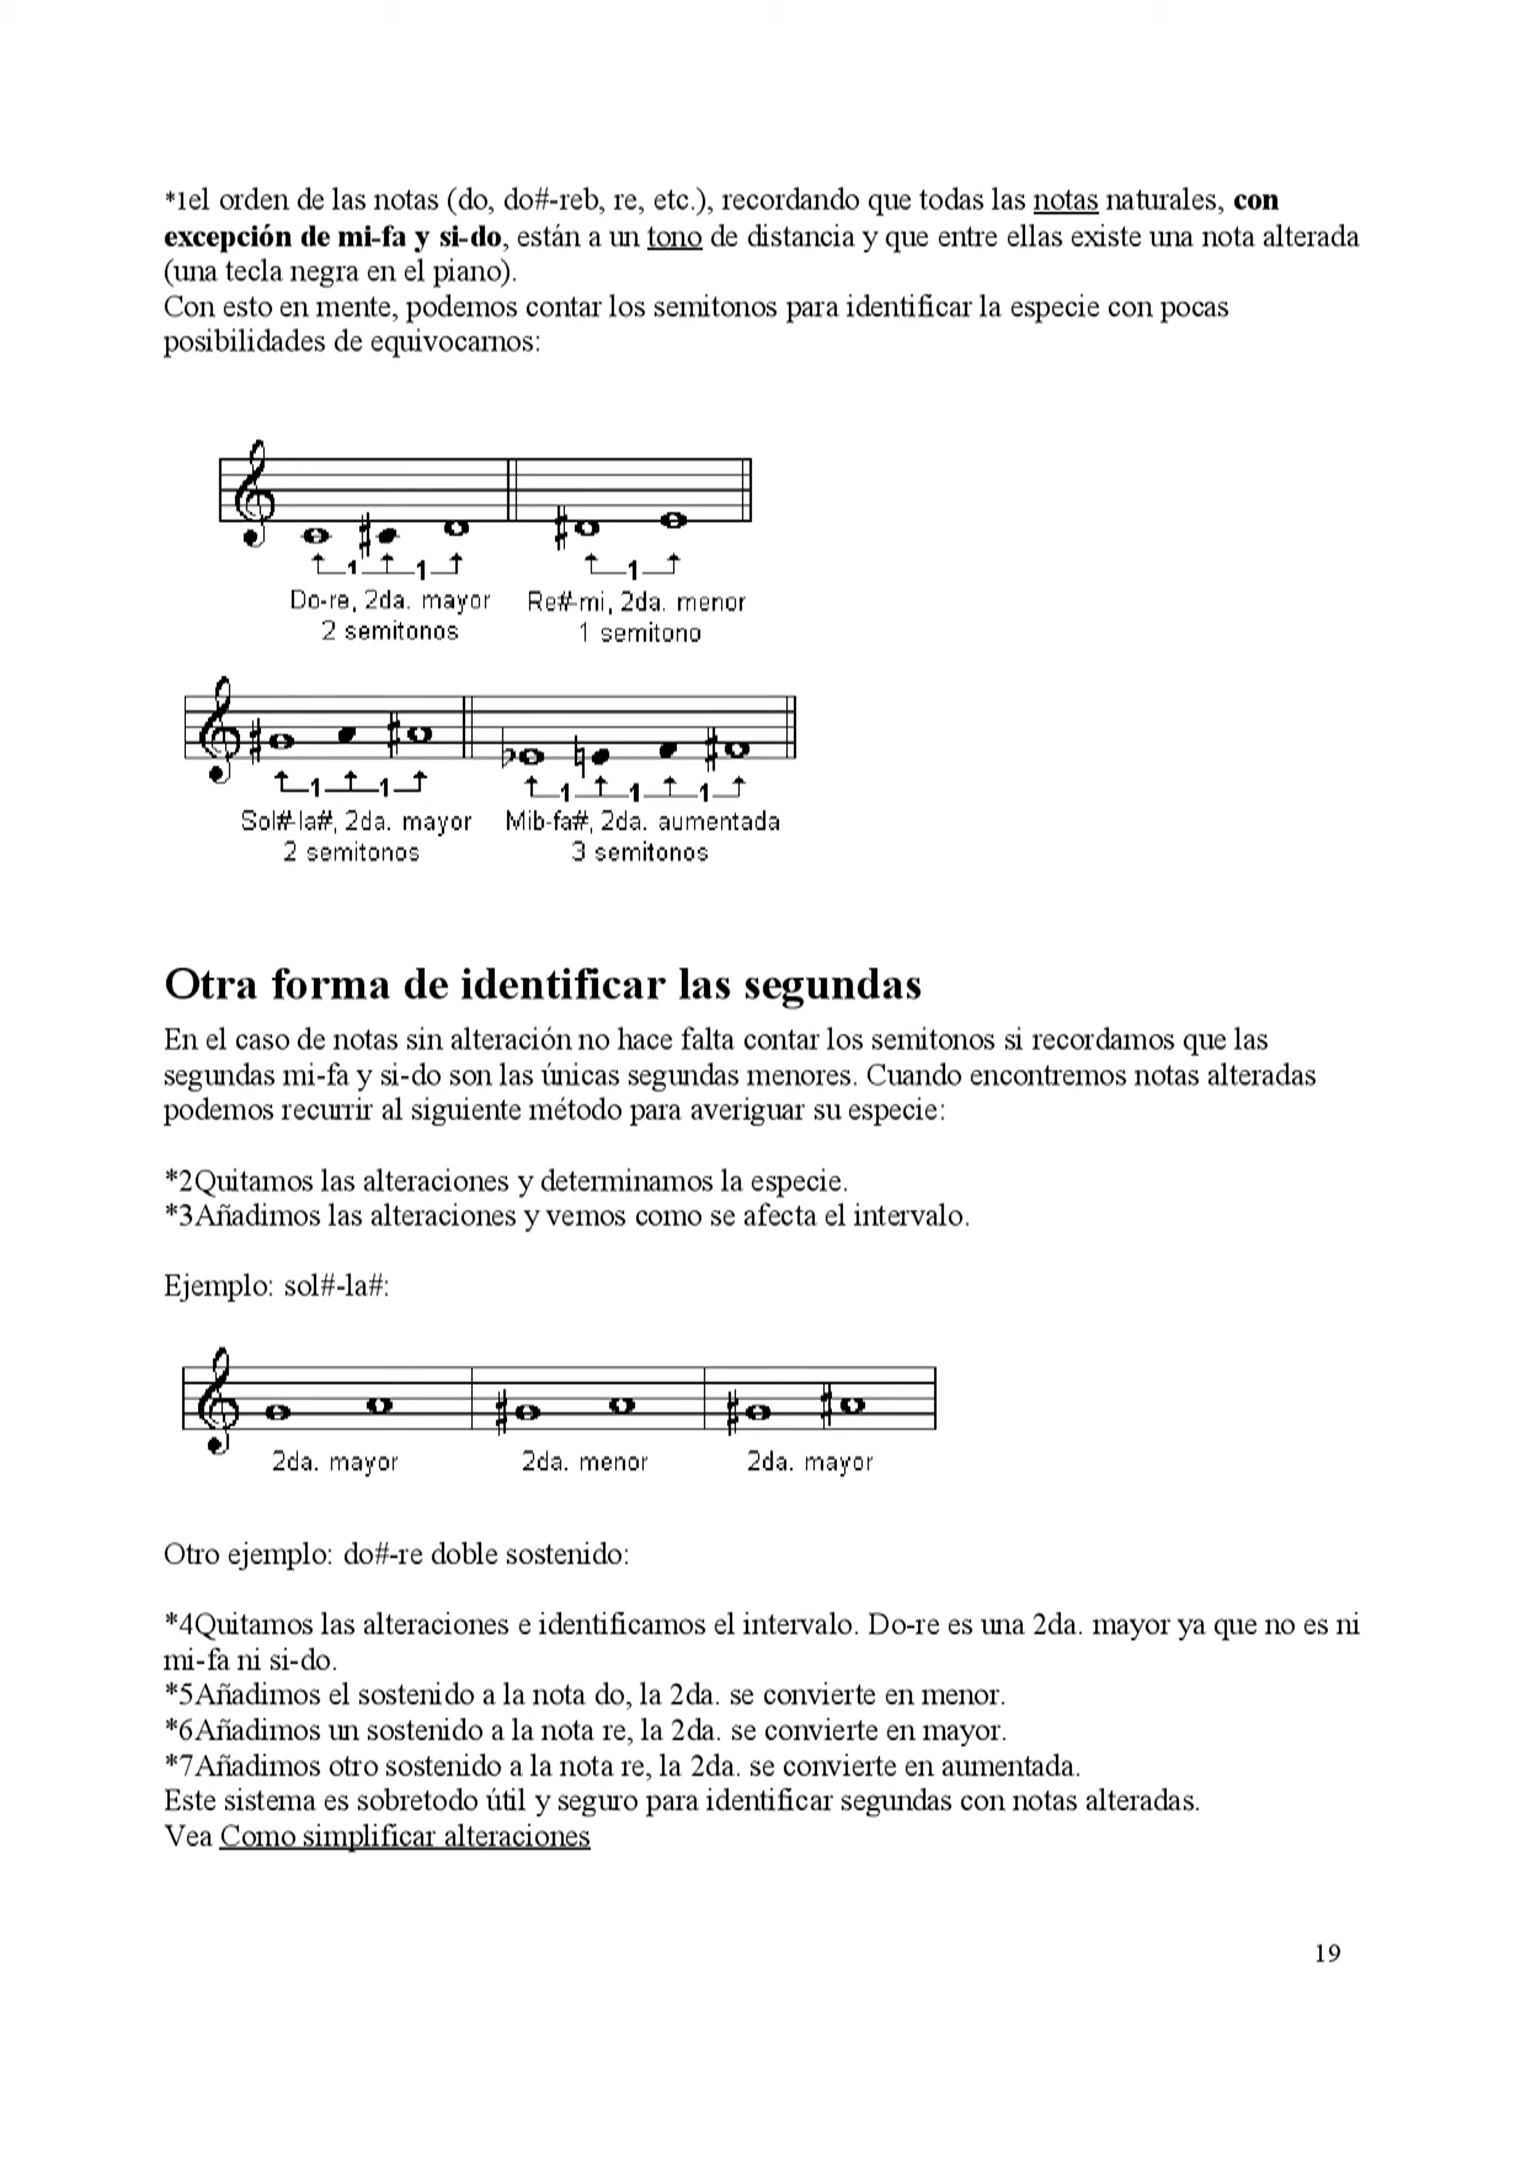 *1el orden de las notas (do, do#-reb, re, etc.), recordando que todas las notas naturales, con
excepción de mi-fa y si-do, están a un tono de distancia y que entre ellas existe una nota alterada
(una tecla negra en el piano).
Con esto en mente, podemos contar los semitonos para identificar la especie con pocas
posibilidades de equivocarnos:
1 1 1
Do-re, 2da. mayor Re#-mi, 2da. menor
2 semitonos 1 semitono
1 1 1 1 1
Sol#-la#, 2da. mayor Mib-fa#, 2da. aumentada
2 semitonos 3 semitonos
Otra forma de identificar las segundas
En el caso de notas sin alteración no hace falta contar los semitonos si recordamos que las
segundas mi-fa y si-do son las únicas segundas menores. Cuando encontremos notas alteradas
podemos recurrir al siguiente método para averiguar su especie:
*2Quitamos las alteraciones y determinamos la especie.
*3Añadimos las alteraciones y vemos como se afecta el intervalo.
Ejemplo: sol#-la#:
2da. mayor 2da. menor 2da. mayor
Otro ejemplo: do#-re doble sostenido:
*4Quitamos las alteraciones e identificamos el intervalo. Do-re es una 2da. mayor ya que no es ni
mi-fa ni si-do.
*5Añadimos el sostenido a la nota do, la 2da. se convierte en menor.
*6Añadimos un sostenido a la nota re, la 2da. se convierte en mayor.
*7Añadimos otro sostenido a la nota re, la 2da. se convierte en aumentada.
Este sistema es sobretodo útil y seguro para identificar segundas con notas alteradas.
Vea Como simplificar alteraciones
19